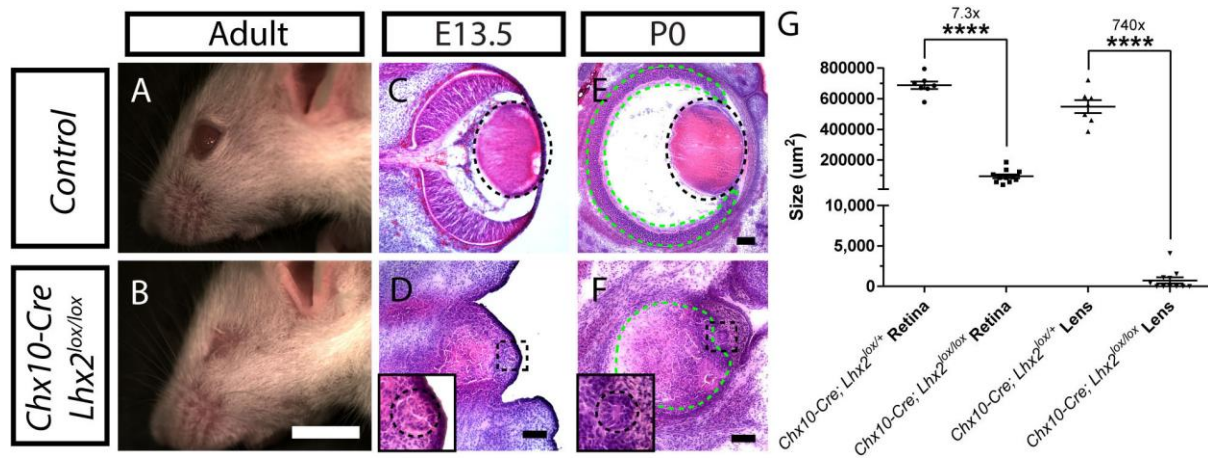 Adult
E13.5
P0
Control
Chx10-Cre
Lhx2lox/lox
A
C
E
B
D
F
G
7.3x
****
740x
****
Size (um²)
800000
600000
400000
200000
10,000
5,000
0
Chx10-Cre; Lhx2lox/+ Retina
Chx10-Cre; Lhx2lox/lox Retina
Chx10-Cre; Lhx2lox/+ Lens
Chx10-Cre; Lhx2lox/lox Lens